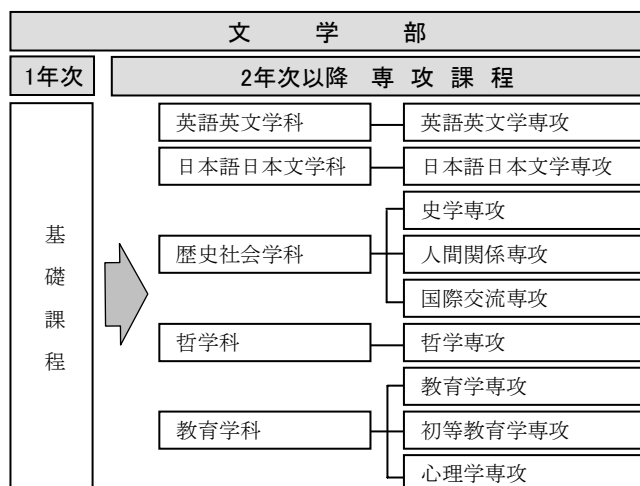 文学部
1年次
2年次以降 専攻課程
基礎課程
英語英文学科
英語英文学専攻
日本語日本文学科
日本語日本文学専攻
歴史社会学科
史学専攻
人間関係専攻
国際交流専攻
哲学科
哲学専攻
教育学科
教育学専攻
初等教育学専攻
心理学専攻